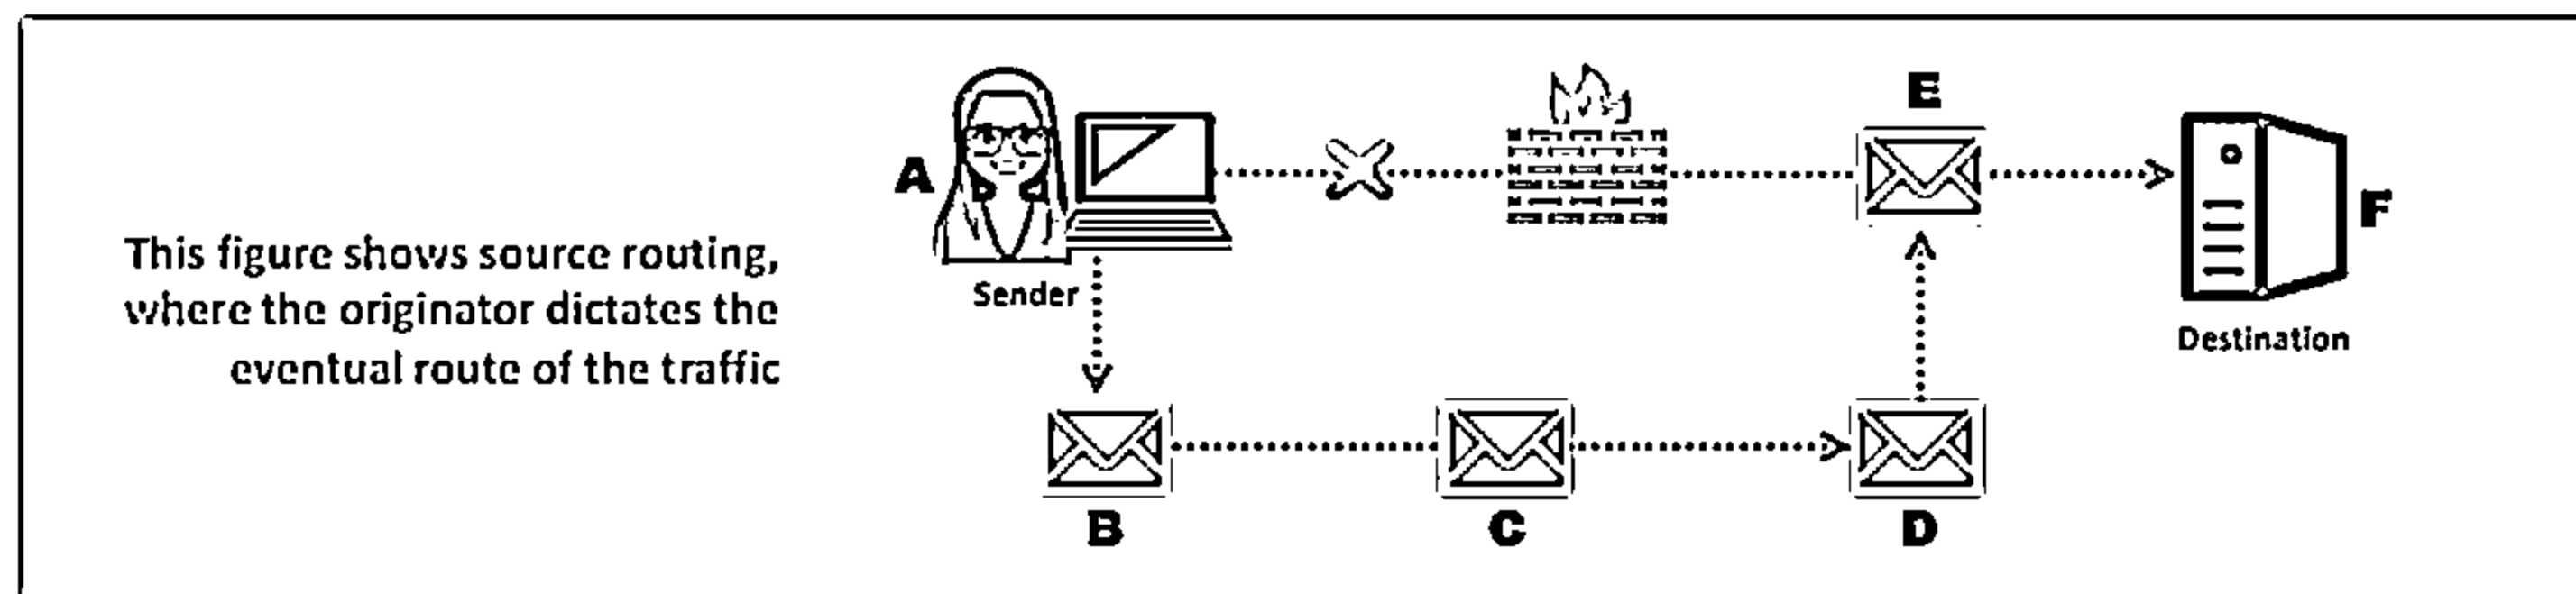 This figure shows source routing,
where the originator dictates the
eventual route of the traffic
A
Sender
E
F
Destination
B
C
D